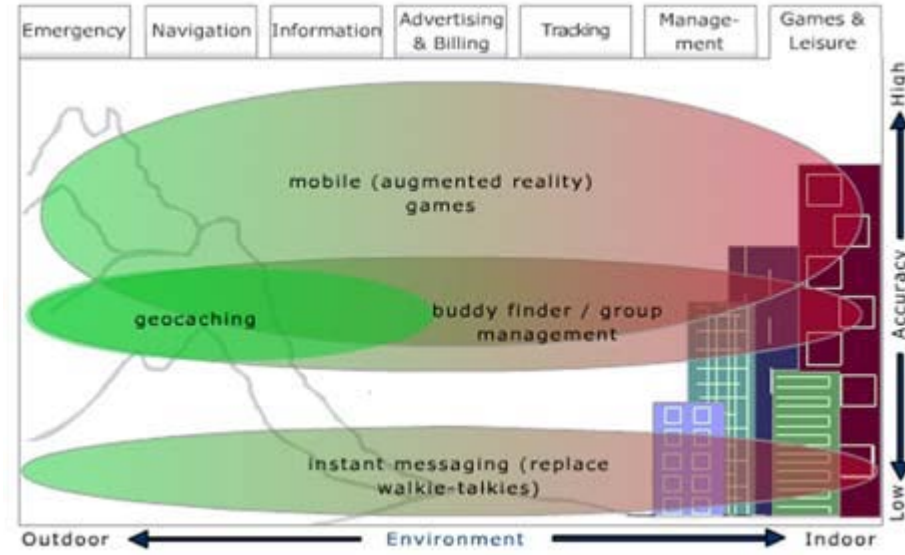 Emergency
Navigation
Information
Advertising
& Billing
Tracking
Manage-
ment
Games &
Leisure
High
mobile (augmented reality)
games
geocaching
buddy finder / group
management
Accuracy
instant messaging (replace
walkie-talkies)
Low
Outdoor
Environment
Indoor